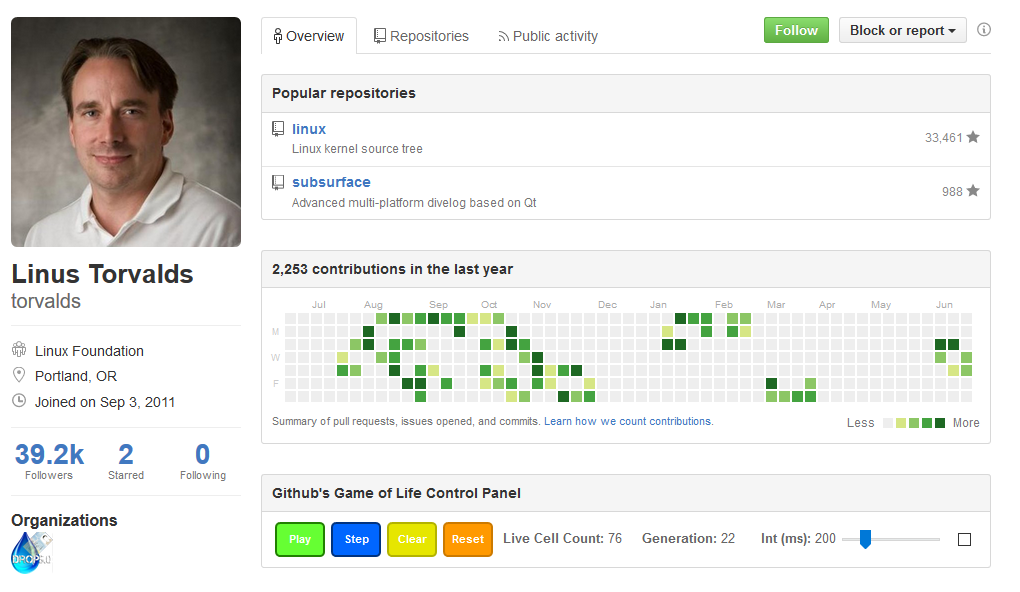 Overview Repositories Public activity Follow Block or report
Popular repositories
linux
Linux kernel source tree
33,461
subsurface
Advanced multi-platform divelog based on Qt
988
Linus Torvalds
torvalds
Linux Foundation
Portland, OR
Joined on Sep 3, 2011
39.2k 2 0
Followers Starred Following
Organizations
DROPS
2,253 contributions in the last year
Jul Aug Sep Oct Nov Dec Jan Feb Mar Apr May Jun
M
W
F
Summary of pull requests, issues opened, and commits. Learn how we count contributions.
Less More
Github's Game of Life Control Panel
Play Step Clear Reset Live Cell Count: 76 Generation: 22 Int (ms): 200